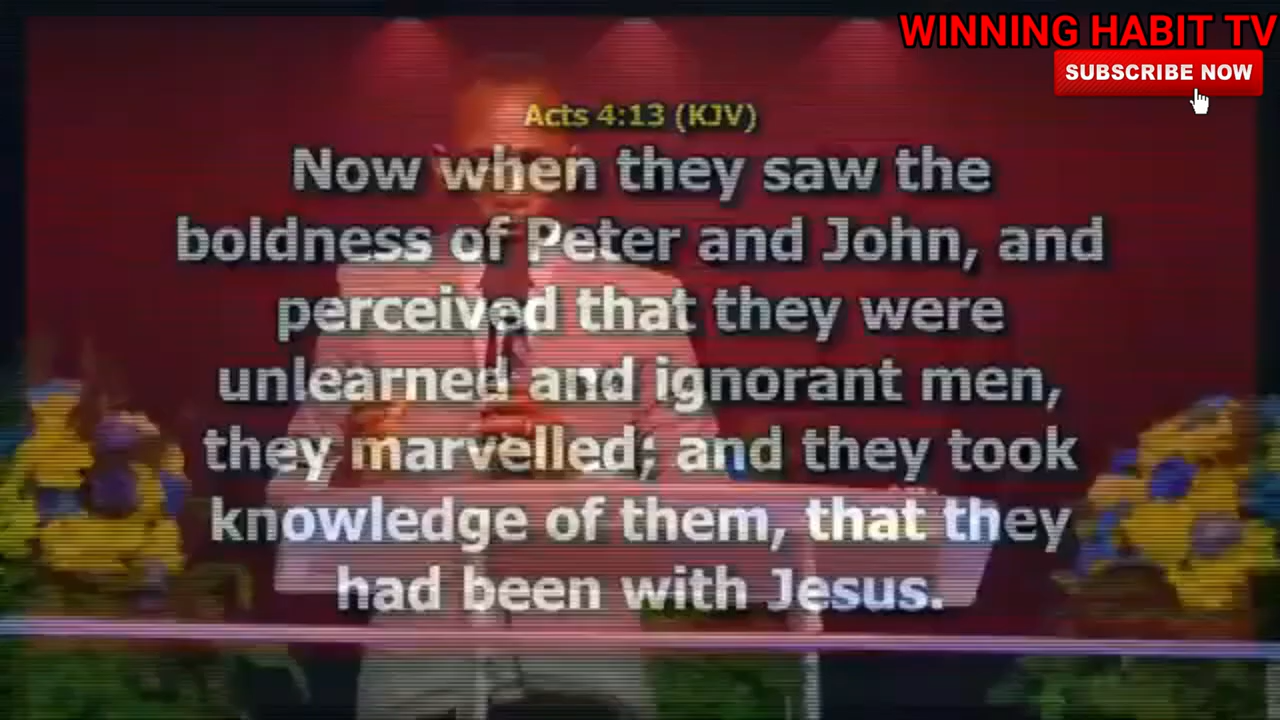 WINNING HABIT TV
SUBSCRIBE NOW
Acts 4:13 (KJV)
Now when they saw the
boldness of Peter and John, and
perceived that they were
unlearned and ignorant men,
they marvelled; and they took
knowledge of them, that they
had been with Jesus.